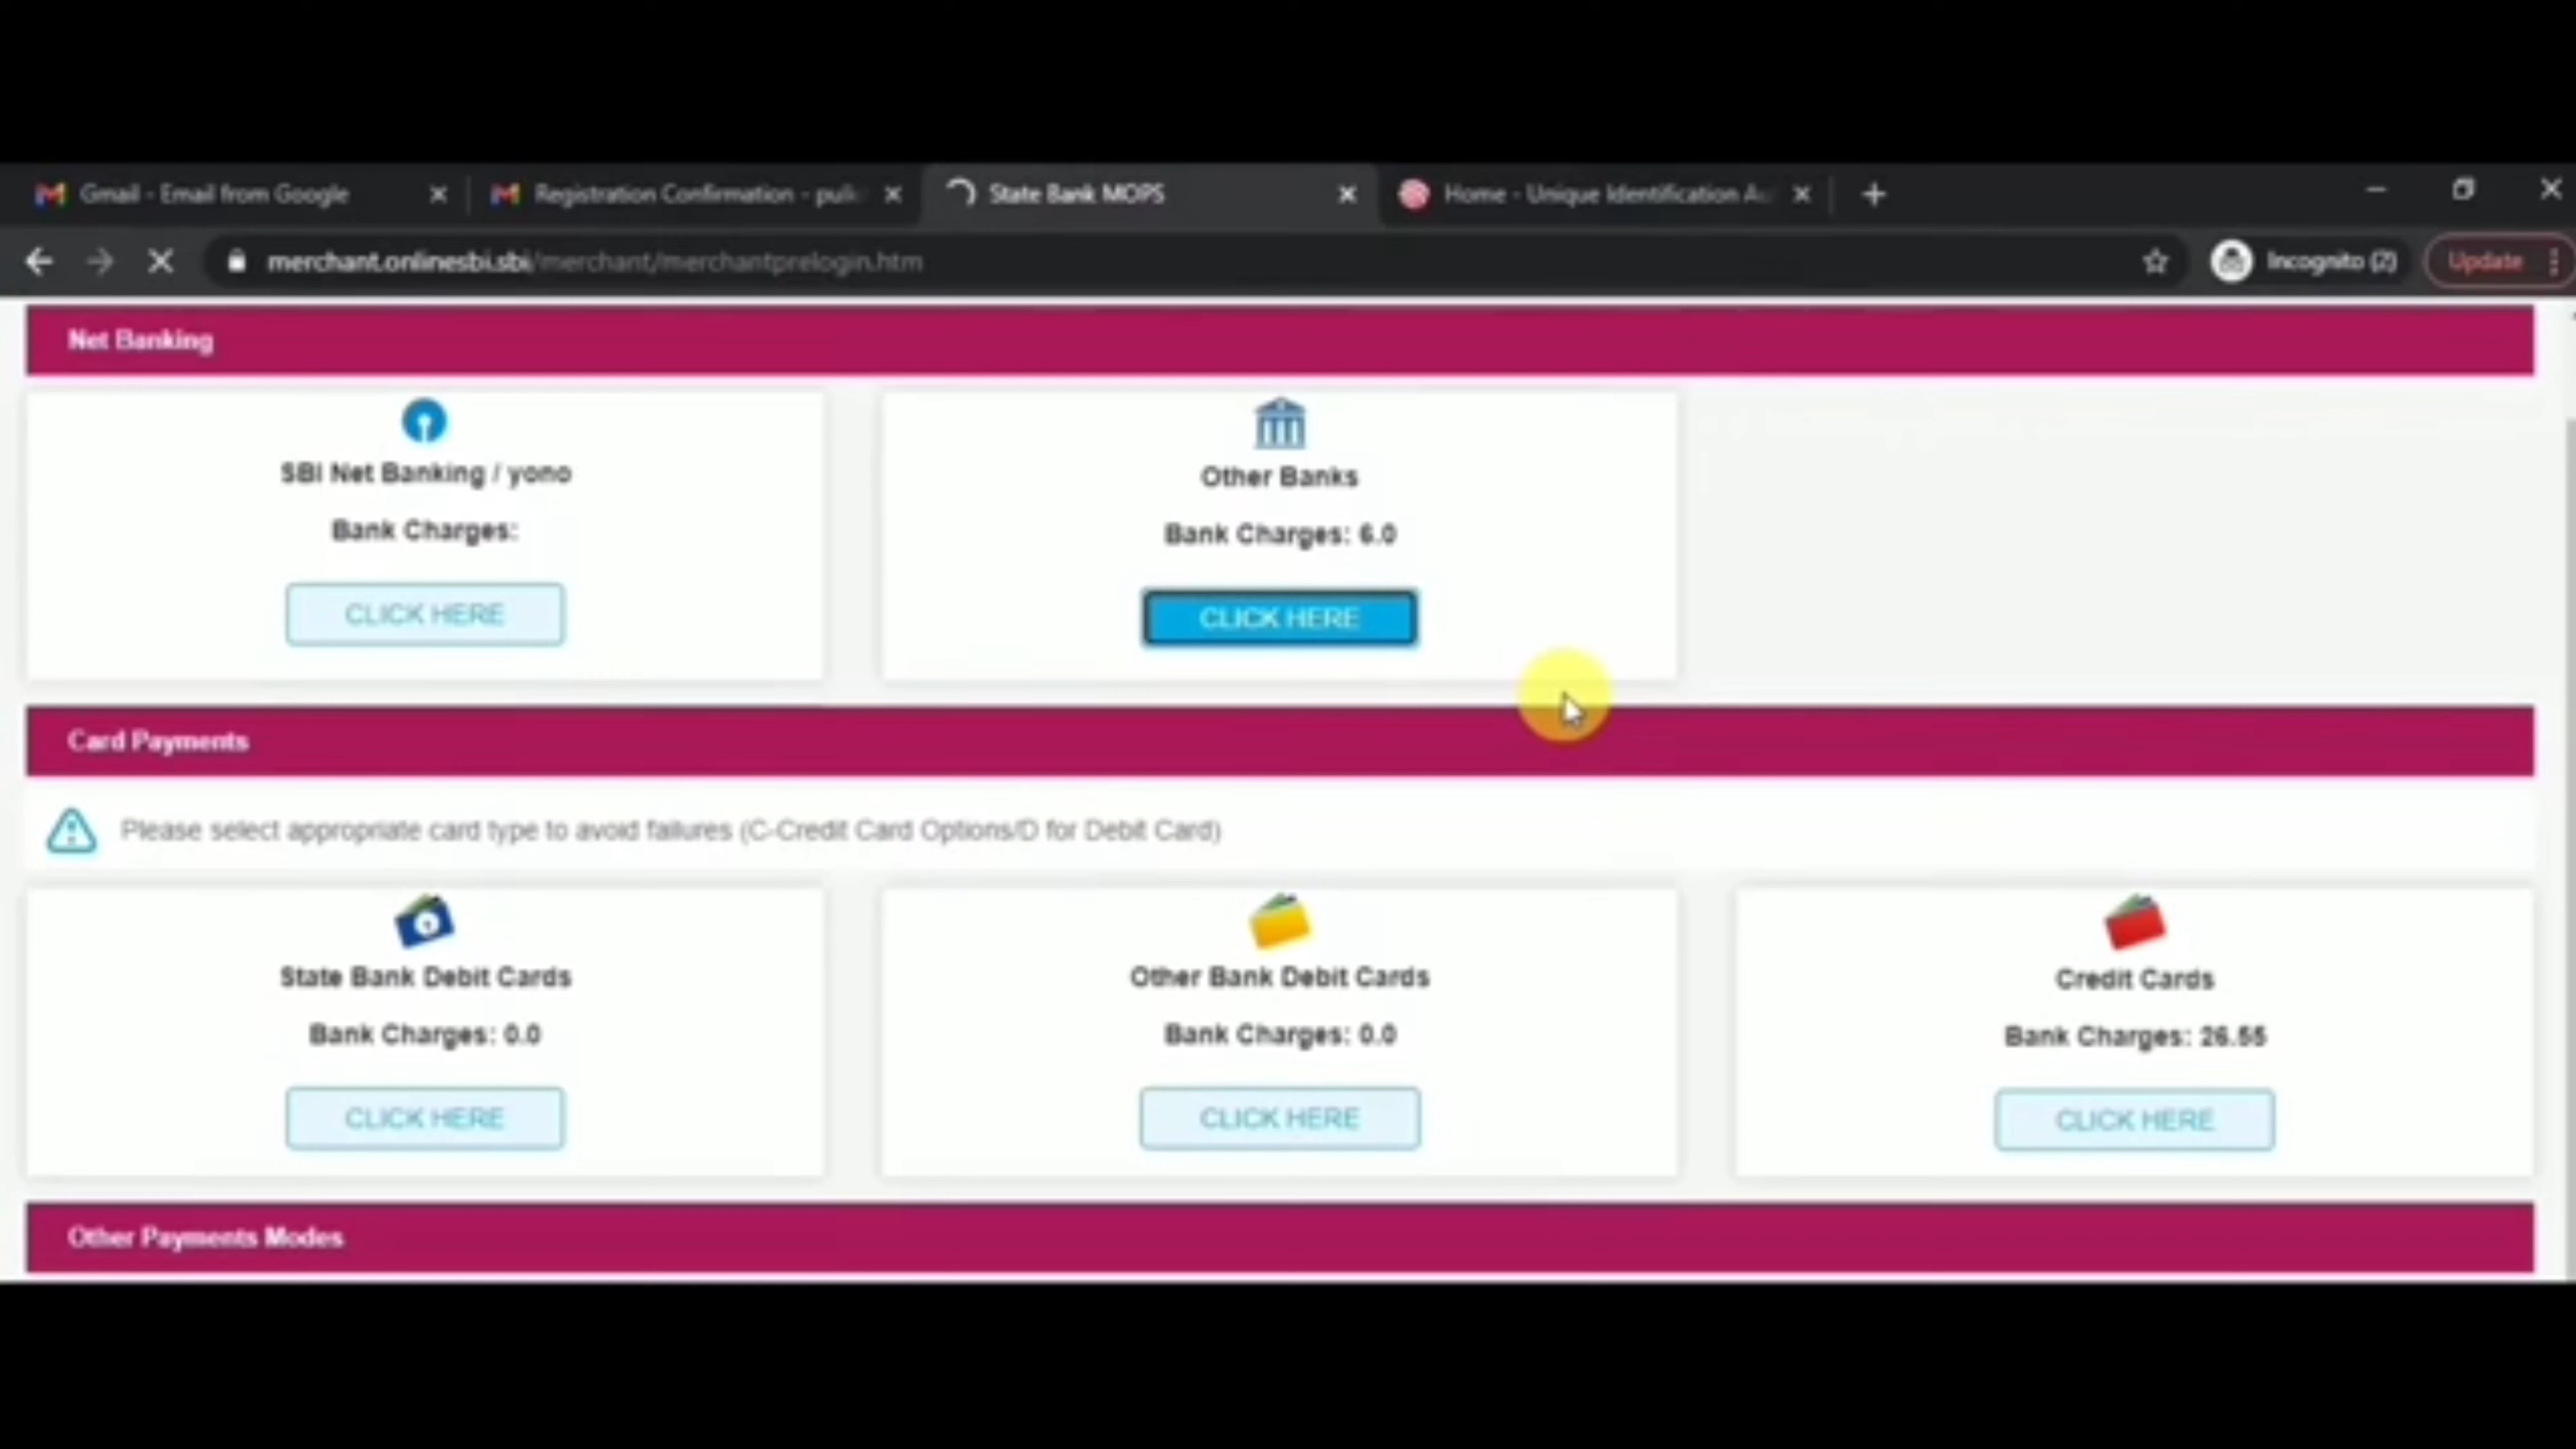 Gmail - Email from Google
Registration Confirmation - pulk
State Bank MOPS
Home - Unique Identification Au
merchant.onlinesbi.sbi/merchant/merchantprelogin.htm
Incognito (2)
Update
Net Banking
SBI Net Banking / yono
Bank Charges:
CLICK HERE
Other Banks
Bank Charges: 6.0
CLICK HERE
Card Payments
Please select appropriate card type to avoid failures (C-Credit Card Options/D for Debit Card)
State Bank Debit Cards
Bank Charges: 0.0
CLICK HERE
Other Bank Debit Cards
Bank Charges: 0.0
CLICK HERE
Credit Cards
Bank Charges: 26.55
CLICK HERE
Other Payments Modes